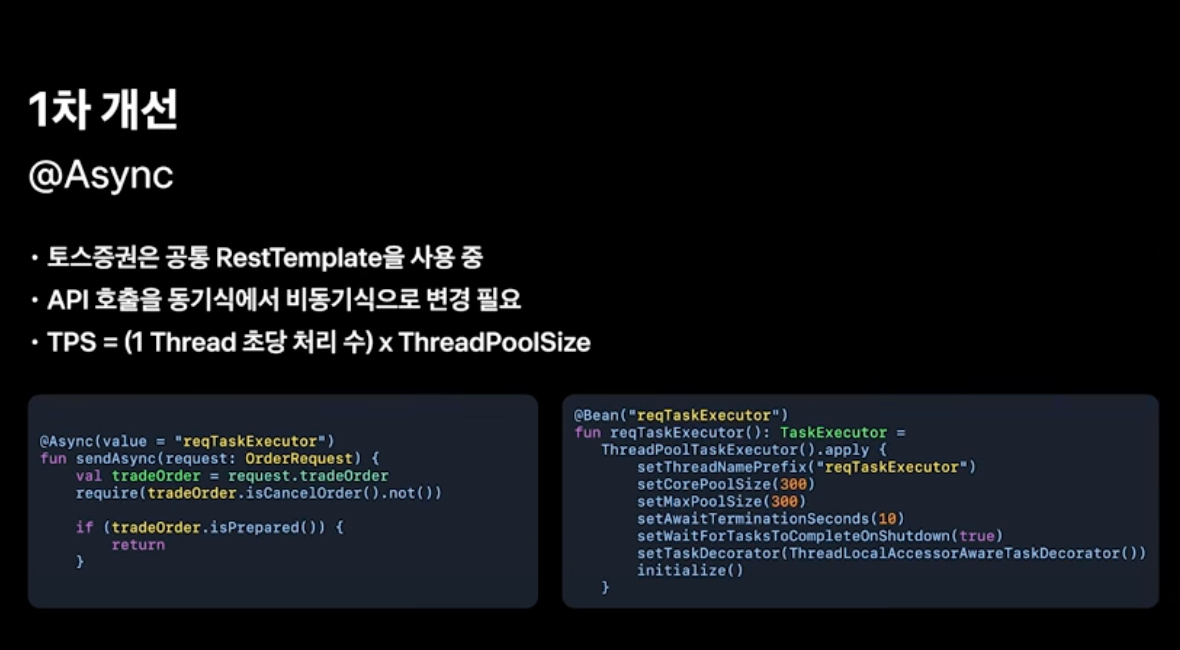 1차 개선
@Async
· 토스증권은 공통 RestTemplate을 사용 중
· API 호출을 동기식에서 비동기식으로 변경 필요
· TPS = (1 Thread 초당 처리 수) x ThreadPoolSize
@Async(value = "reqTaskExecutor")
fun sendAsync(request: OrderRequest) {
    val tradeOrder = request.tradeOrder
    require(tradeOrder.isCancelOrder().not())
    if (tradeOrder.isPrepared()) {
        return
    }
@Bean("reqTaskExecutor")
fun reqTaskExecutor(): TaskExecutor =
    ThreadPoolTaskExecutor().apply {
        setThreadNamePrefix("reqTaskExecutor")
        setCorePoolSize(300)
        setMaxPoolSize(300)
        setAwaitTerminationSeconds(10)
        setWaitForTasksToCompleteOnShutdown(true)
        setTaskDecorator(ThreadLocalAccessorAwareTaskDecorator())
        initialize()
    }